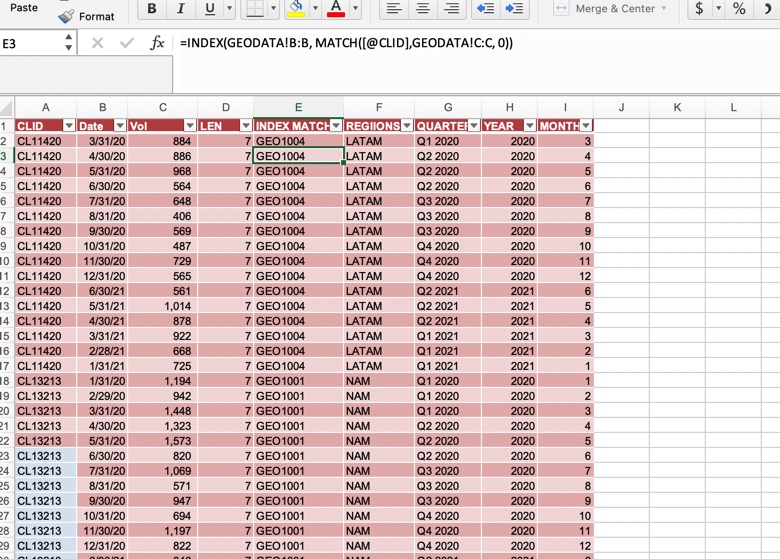 Paste Format B I U A Merge & Center $ % )
E3 fx =INDEX(GEODATA!B:B, MATCH([@CLID],GEODATA!C:C, 0))
A B C D E F G H I J K L
1 CLID Date Vol LEN INDEX MATCH REGIIONS QUARTE YEAR MONTH
2 CL11420 3/31/20 884 7 GEO1004 LATAM Q1 2020 2020 3
3 CL11420 4/30/20 886 7 GEO1004 LATAM Q2 2020 2020 4
4 CL11420 5/31/20 968 7 GEO1004 LATAM Q2 2020 2020 5
5 CL11420 6/30/20 564 7 GEO1004 LATAM Q2 2020 2020 6
6 CL11420 7/31/20 648 7 GEO1004 LATAM Q3 2020 2020 7
7 CL11420 8/31/20 406 7 GEO1004 LATAM Q3 2020 2020 8
8 CL11420 9/30/20 569 7 GEO1004 LATAM Q3 2020 2020 9
9 CL11420 10/31/20 487 7 GEO1004 LATAM Q4 2020 2020 10
10 CL11420 11/30/20 729 7 GEO1004 LATAM Q4 2020 2020 11
11 CL11420 12/31/20 565 7 GEO1004 LATAM Q4 2020 2020 12
12 CL11420 6/30/21 561 7 GEO1004 LATAM Q2 2021 2021 6
13 CL11420 5/31/21 1,014 7 GEO1004 LATAM Q2 2021 2021 5
14 CL11420 4/30/21 878 7 GEO1004 LATAM Q2 2021 2021 4
15 CL11420 3/31/21 922 7 GEO1004 LATAM Q1 2021 2021 3
16 CL11420 2/28/21 668 7 GEO1004 LATAM Q1 2021 2021 2
17 CL11420 1/31/21 725 7 GEO1004 LATAM Q1 2021 2021 1
18 CL13213 1/31/20 1,194 7 GEO1001 NAM Q1 2020 2020 1
19 CL13213 2/29/20 942 7 GEO1001 NAM Q1 2020 2020 2
20 CL13213 3/31/20 1,448 7 GEO1001 NAM Q1 2020 2020 3
21 CL13213 4/30/20 1,323 7 GEO1001 NAM Q2 2020 2020 4
22 CL13213 5/31/20 1,573 7 GEO1001 NAM Q2 2020 2020 5
23 CL13213 6/30/20 820 7 GEO1001 NAM Q2 2020 2020 6
24 CL13213 7/31/20 1,069 7 GEO1001 NAM Q3 2020 2020 7
25 CL13213 8/31/20 571 7 GEO1001 NAM Q3 2020 2020 8
26 CL13213 9/30/20 947 7 GEO1001 NAM Q3 2020 2020 9
27 CL13213 10/31/20 694 7 GEO1001 NAM Q4 2020 2020 10
28 CL13213 11/30/20 1,197 7 GEO1001 NAM Q4 2020 2020 11
29 CL13213 12/31/20 822 7 GEO1001 NAM Q4 2020 2020 12